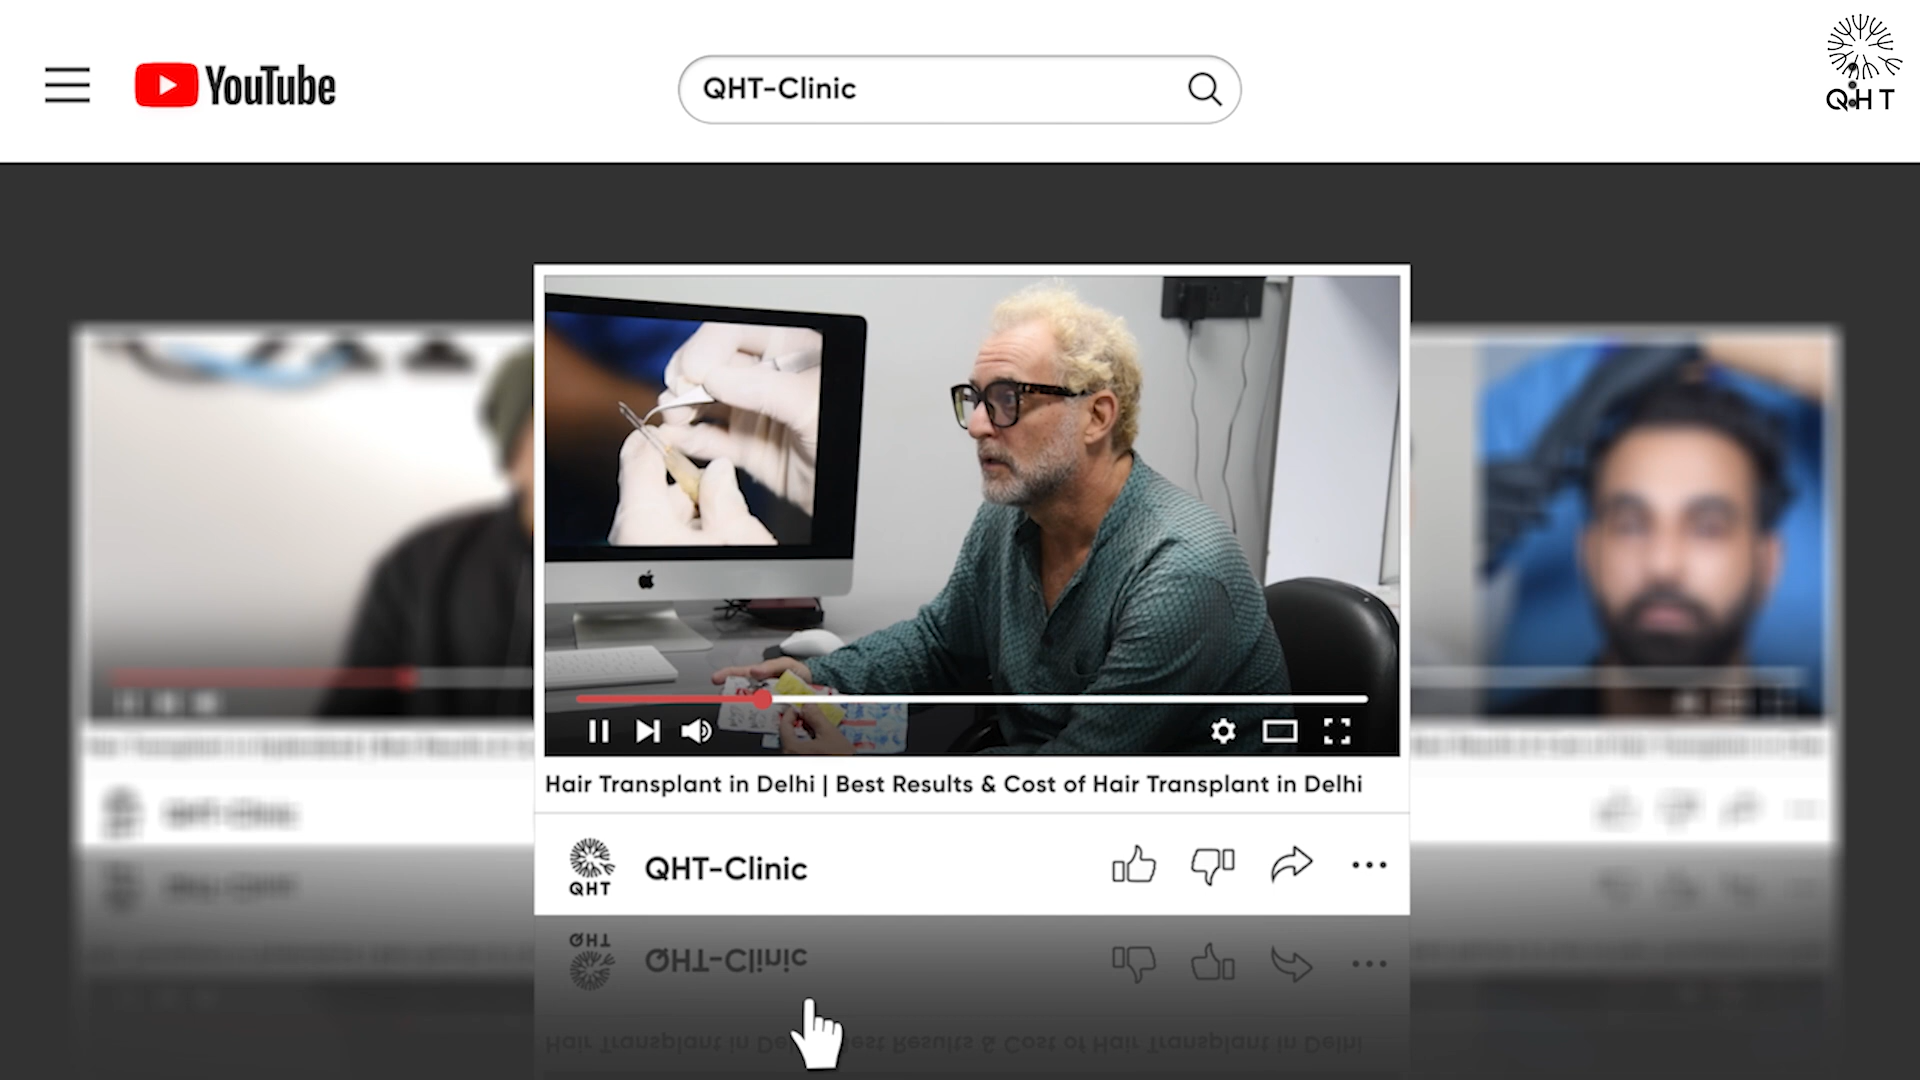 YouTube
QHT-Clinic
QHT
Hair Transplant in Delhi | Best Results & Cost of Hair Transplant in Delhi
QHT
QHT-Clinic